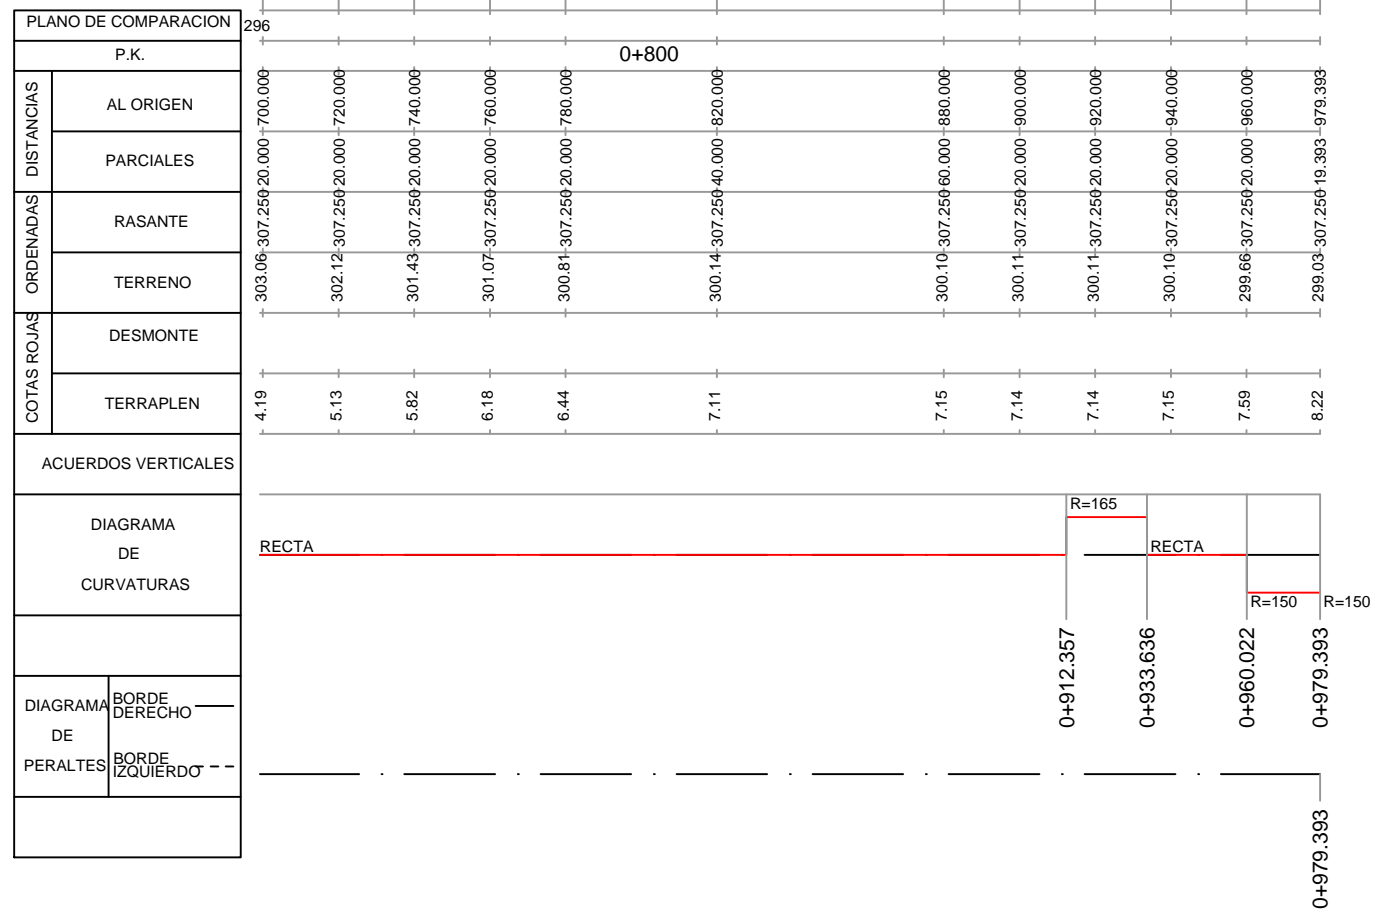 PLANO DE COMPARACION 296
P.K. 0+800
DISTANCIAS
AL ORIGEN 700.000 720.000 740.000 760.000 780.000 820.000 880.000 900.000 920.000 940.000 960.000 979.393
PARCIALES 20.000 20.000 20.000 20.000 20.000 40.000 60.000 20.000 20.000 20.000 20.000 19.393
ORDENADAS
RASANTE 307.250 307.250 307.250 307.250 307.250 307.250 307.250 307.250 307.250 307.250 307.250 307.250
TERRENO 303.06 302.12 301.43 301.07 300.81 300.14 300.10 300.11 300.11 300.10 299.66 299.03
COTAS ROJAS
DESMONTE
TERRAPLEN 4.19 5.13 5.82 6.18 6.44 7.11 7.15 7.14 7.14 7.15 7.59 8.22
ACUERDOS VERTICALES
DIAGRAMA
DE
CURVATURAS
RECTA
R=165
RECTA
R=150
R=150
0+912.357
0+933.636
0+960.022
0+979.393
DIAGRAMA
DE
PERALTES
BORDE
DERECHO
BORDE
IZQUIERDO
0+979.393